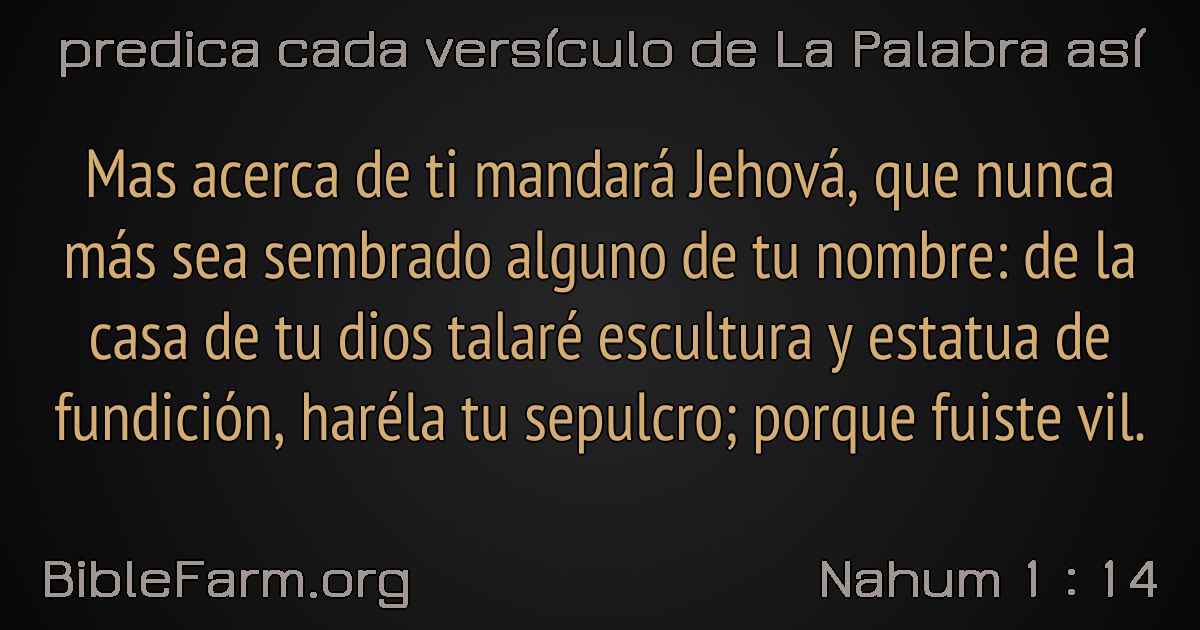 predica cada versículo de La Palabra así
Mas acerca de ti mandará Jehová, que nunca
más sea sembrado alguno de tu nombre: de la
casa de tu dios talaré escultura y estatua de
fundición, haréla tu sepulcro; porque fuiste vil.
BibleFarm.org
Nahum 1 : 14